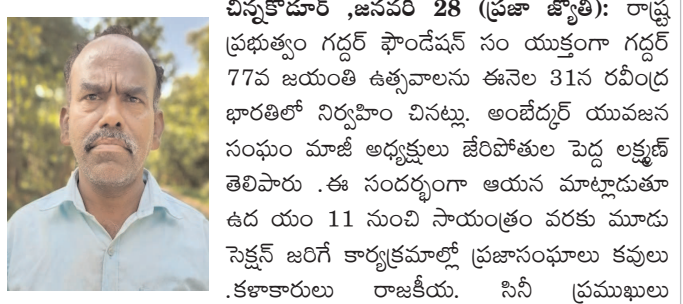 చిన్నకోడూర్ ,జనవరి 28 (ప్రజా జ్యోతి): రాష్ట్ర
ప్రభుత్వం గద్దర్ ఫౌండేషన్ సం యుక్తంగా గద్దర్
77వ జయంతి ఉత్సవాలను ఈనెల 31న రవీంద్ర
భారతిలో నిర్వహిం చినట్లు. అంబేద్కర్ యువజన
సంఘం మాజీ అధ్యక్షులు జేరిపోతుల పెద్ద లక్ష్మణ్
తెలిపారు .ఈ సందర్భంగా ఆయన మాట్లాడుతూ
ఉద యం 11 నుంచి సాయంత్రం వరకు మూడు
సెక్షన్ జరిగే కార్యక్రమాల్లో ప్రజాసంఘాలు కవులు
.కళాకారులు రాజకీయ. సినీ ప్రముఖులు